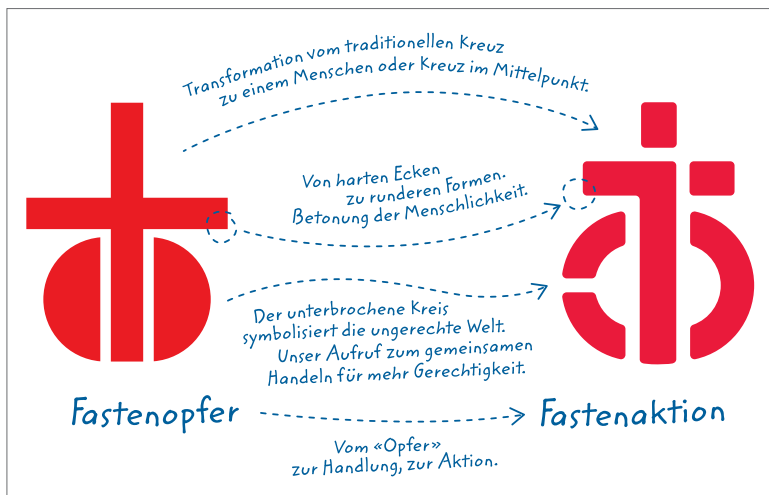 Transformation vom traditionellen Kreuz
zu einem Menschen oder Kreuz im Mittelpunkt.
Von harten Ecken
zu runderen Formen.
Betonung der Menschlichkeit.
Der unterbrochene Kreis
symbolisiert die ungerechte Welt.
Unser Aufruf zum gemeinsamen
Handeln für mehr Gerechtigkeit.
Fastenopfer
Fastenaktion
Vom «Opfer»
zur Handlung, zur Aktion.